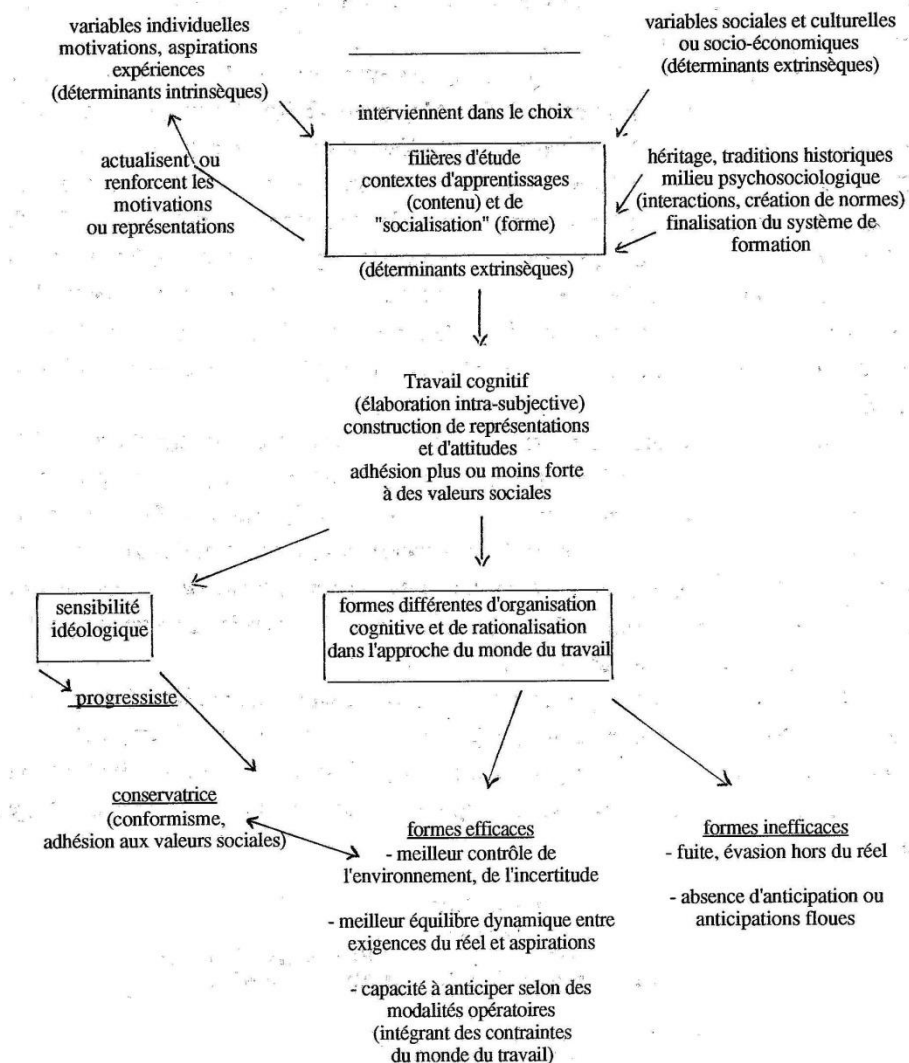 variables individuelles
motivations, aspirations
expériences
(déterminants intrinsèques)
variables sociales et culturelles
ou socio-économiques
(déterminants extrinsèques)
interviennent dans le choix
actualisent ou
renforcent les
motivations
ou représentations
filières d'étude
contextes d'apprentissages
(contenu) et de
"socialisation" (forme)
(déterminants extrinsèques)
héritage, traditions historiques
milieu psychosociologique
(interactions, création de normes)
finalisation du système de
formation
Travail cognitif
(élaboration intra-subjective)
construction de représentations
et d'attitudes
adhésion plus ou moins forte
à des valeurs sociales
sensibilité
idéologique
formes différentes d'organisation
cognitive et de rationalisation
dans l'approche du monde du travail
progressiste
conservatrice
(conformisme,
adhésion aux valeurs sociales)
formes efficaces
- meilleur contrôle de
l'environnement, de l'incertitude
- meilleur équilibre dynamique entre
exigences du réel et aspirations
- capacité à anticiper selon des
modalités opératoires
(intégrant des contraintes
du monde du travail)
formes inefficaces
- fuite, évasion hors du réel
- absence d'anticipation ou
anticipations floues